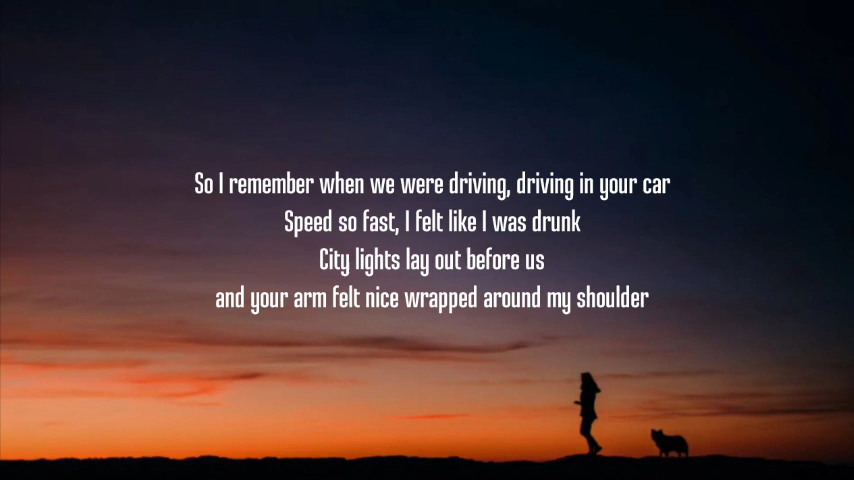 So I remember when we were driving, driving in your car
Speed so fast, I felt like I was drunk
City lights lay out before us
and your arm felt nice wrapped around my shoulder